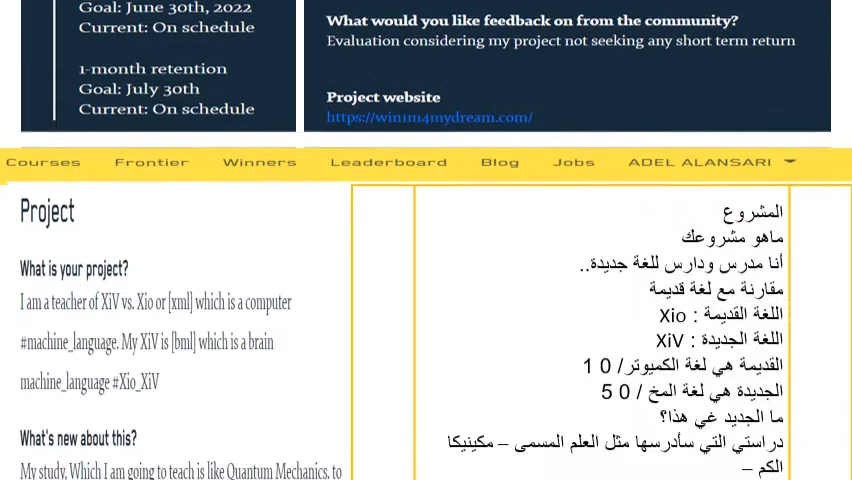 Goal: June 30th, 2022
Current: On schedule
1-month retention
Goal: July 30th
Current: On schedule
What would you like feedback on from the community?
Evaluation considering my project not seeking any short term return
Project website
https://win1m4mydream.com/
Courses Frontier Winners Leaderboard Blog Jobs ADEL ALANSARI
Project
What is your project?
I am a teacher of XiV vs. Xio or [xml] which is a computer
#machine_language. My XiV is [bml] which is a brain
machine_language #Xio_XiV
What's new about this?
My study, Which I am going to teach is like Quantum Mechanics, to
المشروع
ماهو مشروعك
أنا مدرس ودارس للغة جديدة..
مقارنة مع لغة قديمة
اللغة القديمة : Xio
اللغة الجديدة : XiV
القديمة هي لغة الكميوتر/ 0 1
الجديدة هي لغة المخ / 0 5
ما الجديد غي هذا؟
دراستي التي سأدرسها مثل العلم المسمى – مكينيكا
الكم –